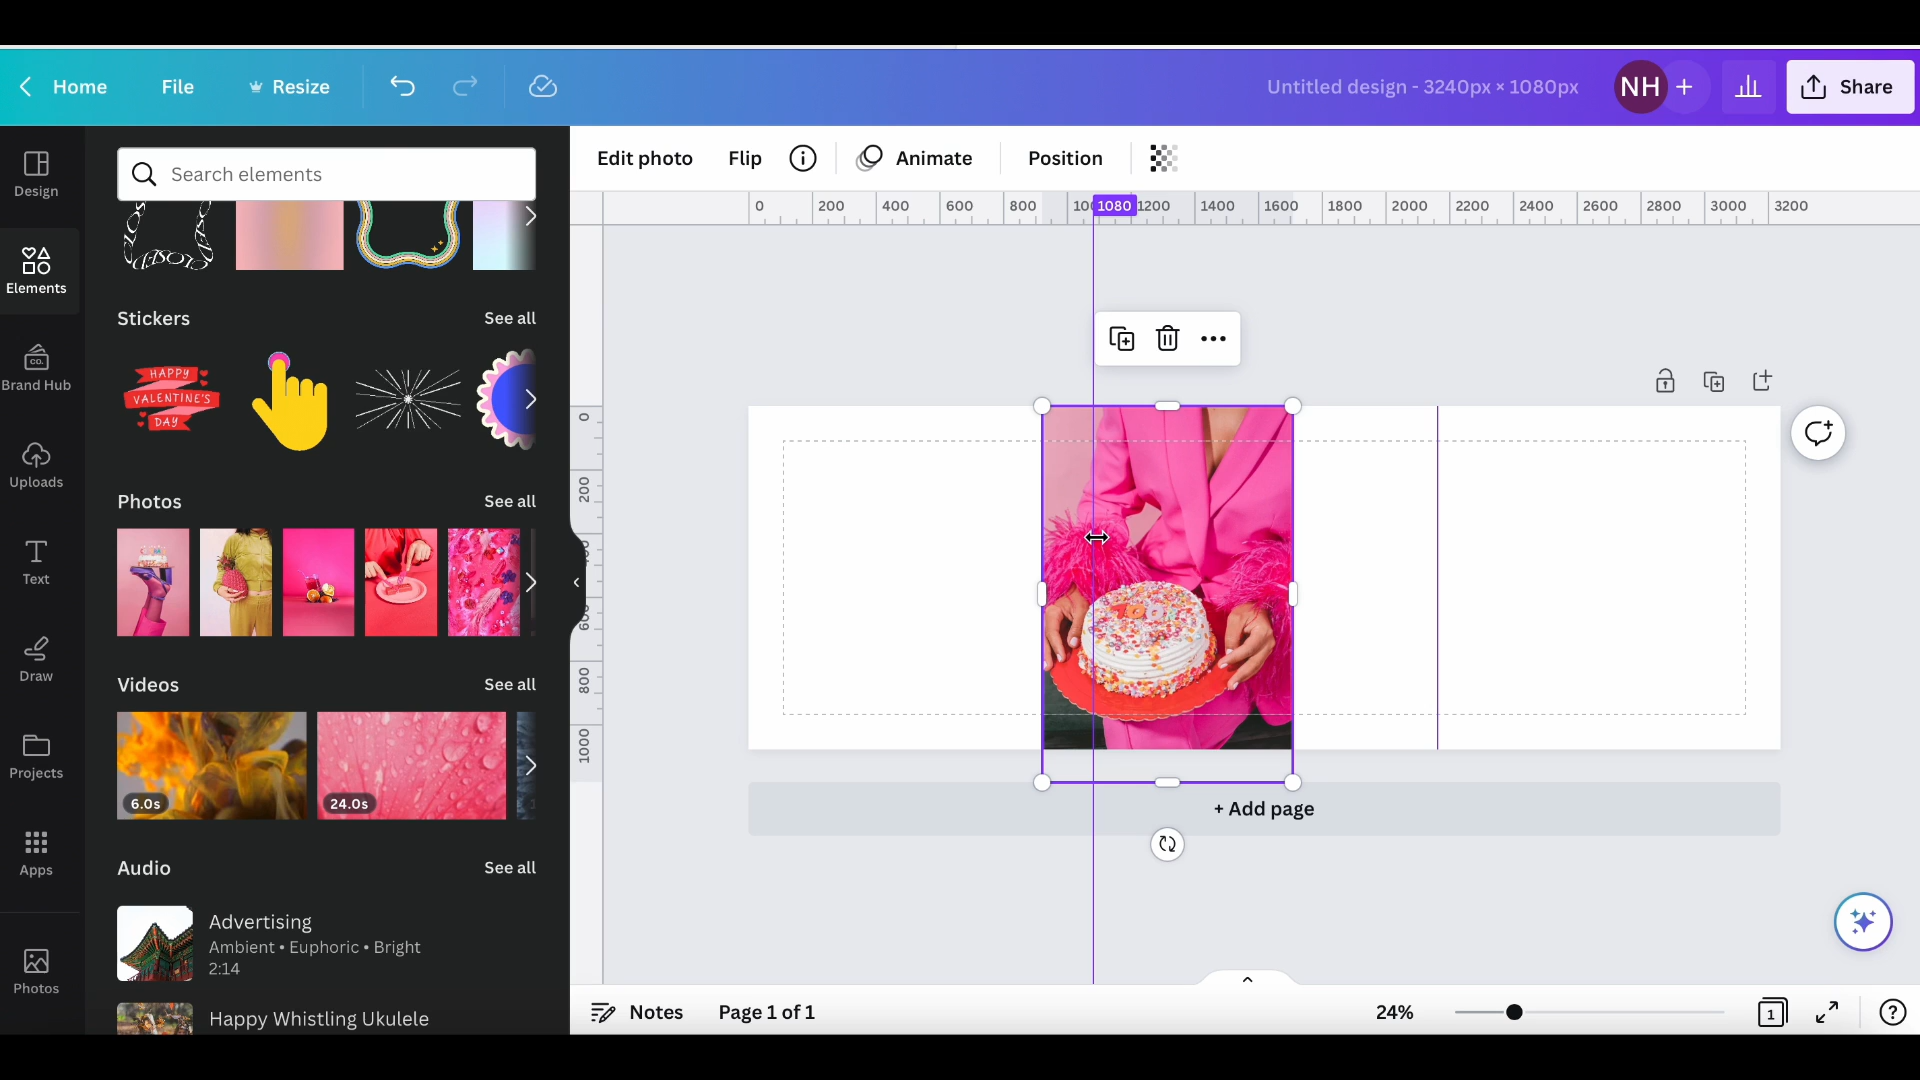 Home
File
Resize
Untitled design - 3240px × 1080px
NH
+
Share
Design
Elements
Brand Hub
CO.
Uploads
Text
Draw
Projects
Apps
Photos
Search elements
Stickers
See all
HAPPY
VALENTINE'S
DAY
Photos
See all
Videos
See all
6.0s
24.0s
Audio
See all
Advertising
Ambient • Euphoric • Bright
2:14
Happy Whistling Ukulele
Edit photo
Flip
Animate
Position
0 200 400 600 800 1080 1200 1400 1600 1800 2000 2200 2400 2600 2800 3000 3200
0
200
800
1000
+ Add page
Notes
Page 1 of 1
24%
1
?